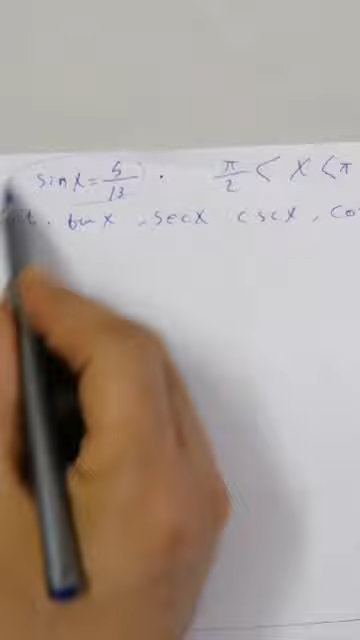 sin x = 5/13 . π/2 < x < π
tan x , sec x csc x , co